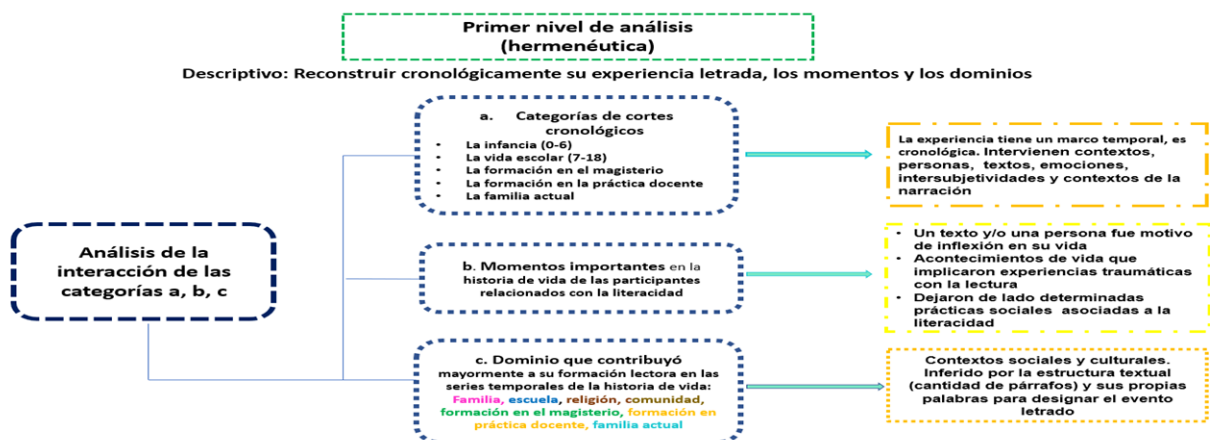 Primer nivel de análisis
(hermenéutica)
Descriptivo: Reconstruir cronológicamente su experiencia letrada, los momentos y los dominios
Análisis de la
interacción de las
categorías a, b, c
a. Categorías de cortes
cronológicos
• La infancia (0-6)
• La vida escolar (7-18)
• La formación en el magisterio
• La formación en la práctica docente
• La familia actual
La experiencia tiene un marco temporal, es
cronológica. Intervienen contextos,
personas, textos, emociones,
intersubjetividades y contextos de la
narración
b. Momentos importantes en la
historia de vida de las participantes
relacionados con la literacidad
• Un texto y/o una persona fue motivo
de inflexión en su vida
• Acontecimientos de vida que
implicaron experiencias traumáticas
con la lectura
• Dejaron de lado determinadas
prácticas sociales asociadas a la
literacidad
c. Dominio que contribuyó
mayormente a su formación lectora en las
series temporales de la historia de vida:
Familia, escuela, religión, comunidad,
formación en el magisterio, formación en
práctica docente, familia actual
Contextos sociales y culturales.
Inferido por la estructura textual
(cantidad de párrafos) y sus propias
palabras para designar el evento
letrado